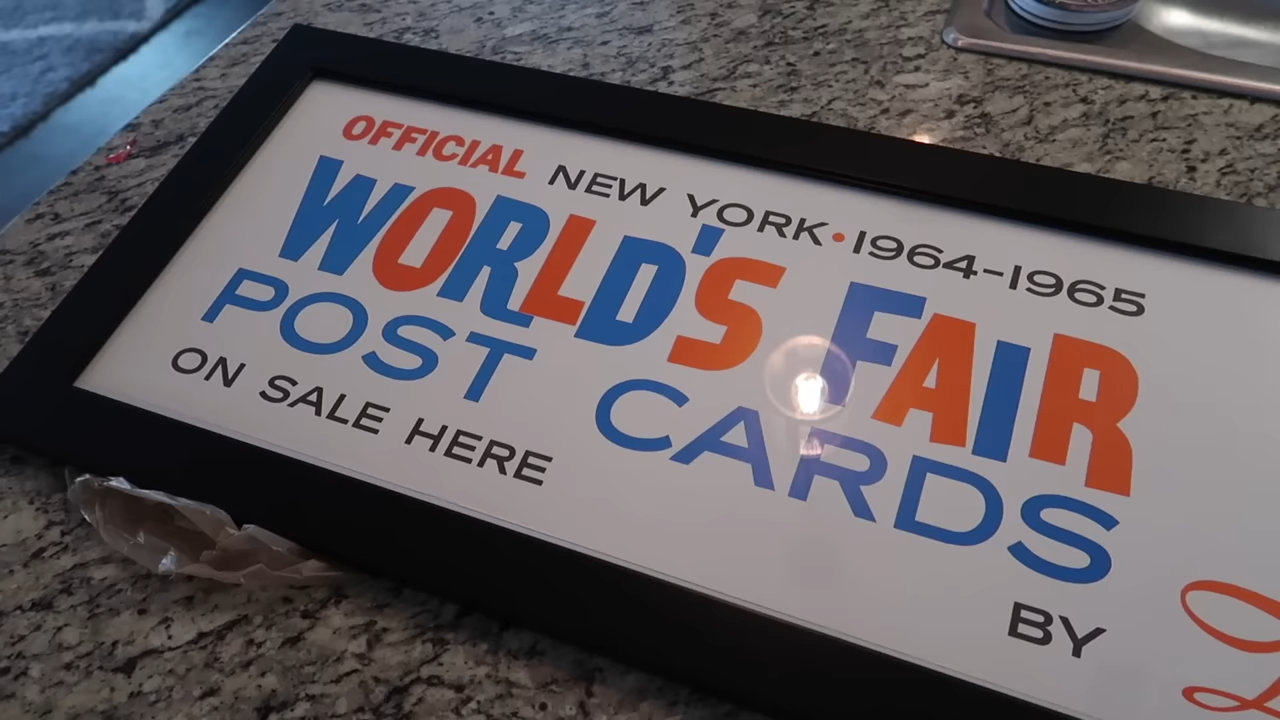 OFFICIAL NEW YORK•1964-1965
WORLD'S FAIR
POST CARDS
ON SALE HERE
BY